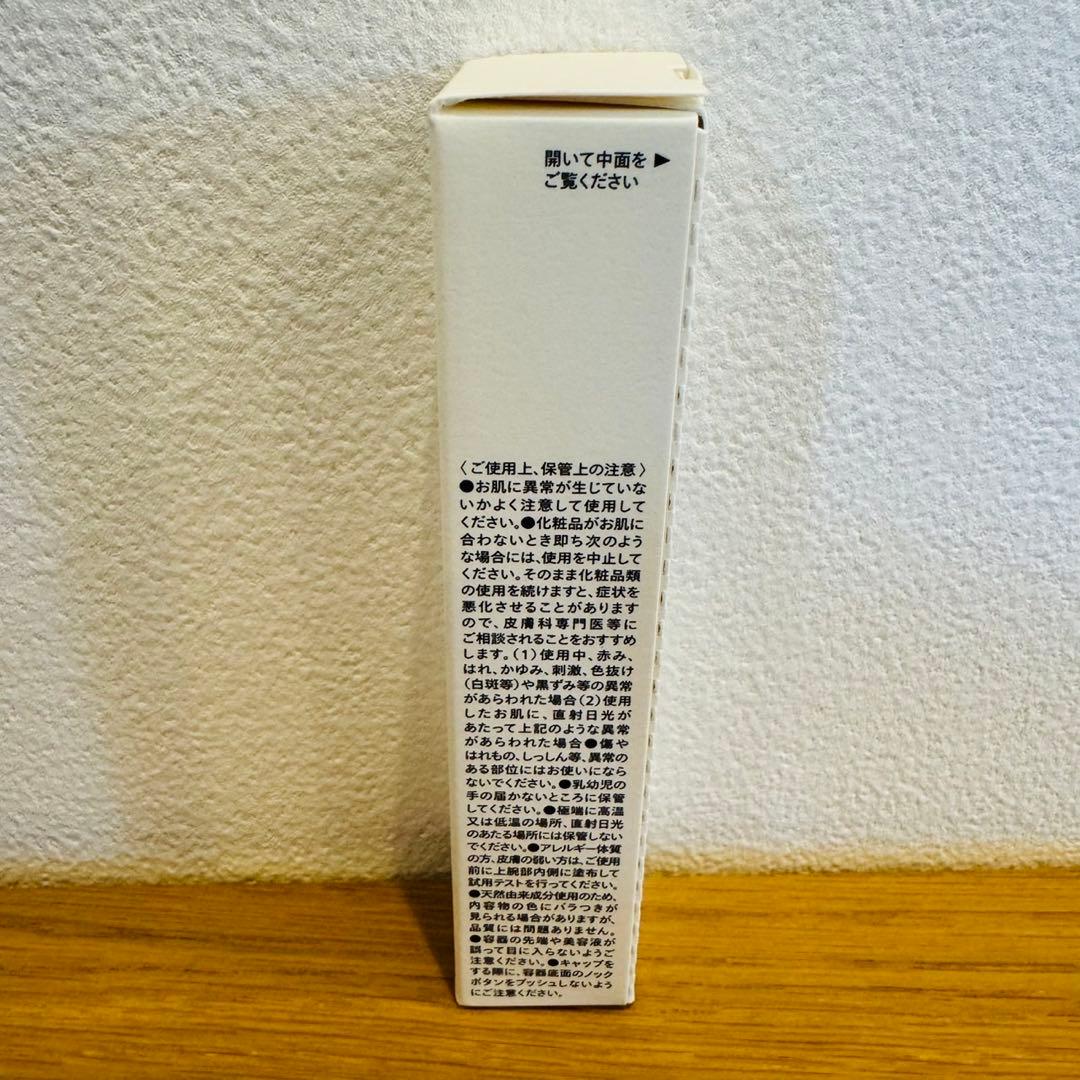 開いて中面を ▶
ご覧ください
〈ご使用上、保管上の注意〉
●お肌に異常が生じていな
いかよく注意して使用して
ください。●化粧品がお肌に
合わないとき即ち次のよう
な場合には、使用を中止して
ください。そのまま化粧品類
の使用を続けますと、症状を
悪化させることがあります
ので、皮膚科専門医等に
ご相談されることをおすすめ
します。(1)使用中、赤み、
はれ、かゆみ、刺激、色抜け
(白斑等)や黒ずみ等の異常
があらわれた場合(2)使用
したお肌に、直射日光が
あたって上記のような異常
があらわれた場合●傷や
はれもの、しっしん等、異常の
ある部位にはお使いになら
ないでください。●乳幼児の
手の届かないところに保管
してください。●極端に高温
又は低温の場所、直射日光
のあたる場所には保管しない
でください。●アレルギー体質
の方、皮膚の弱い方は、ご使用
前に上腕部内側に塗布して
試用テストを行ってください。
●天然由来成分使用のため、
内容物の色にバラつきが
見られる場合がありますが、
品質には問題ありません。
●容器の先端や美容液が
誤って目に入らないようご
注意ください。●キャップを
する際に、容器底面のノック
ボタンをプッシュしないよう
にご注意ください。